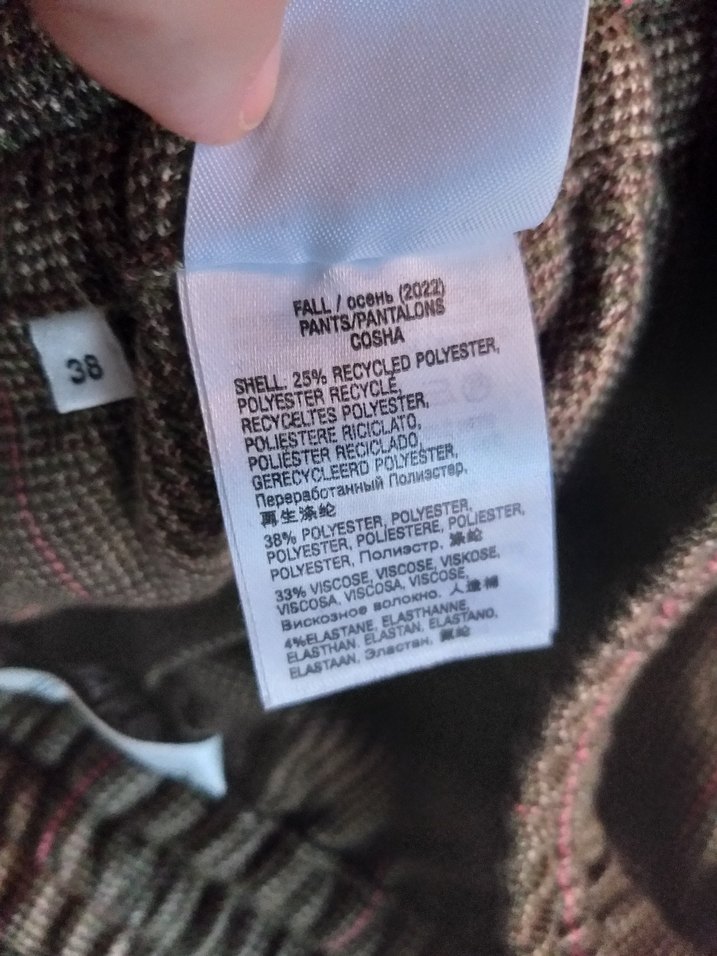 38
FALL / осень (2022)
PANTS/PANTALONS
COSHA
SHELL. 25% RECYCLED POLYESTER,
POLYESTER RECYCLÉ,
RECYCELTES POLYESTER,
POLIESTERE RICICLATO,
POLIÉSTER RECICLADO,
GERECYCLEERD POLYESTER,
Переработанный Полиэстер,
再生涤纶
38% POLYESTER, POLYESTER,
POLYESTER, POLIESTERE, POLIÉSTER,
POLYESTER, Полиэстр, 涤纶
33% VISCOSE, VISCOSE, VISKOSE,
VISCOSA, VISCOSA, VISCOSE,
Вискозное волокно. 人造棉
4%ELASTANE, ELASTHANNE,
ELASTHAN, ELASTAN, ELASTANO,
ELASTAAN, Эластан,